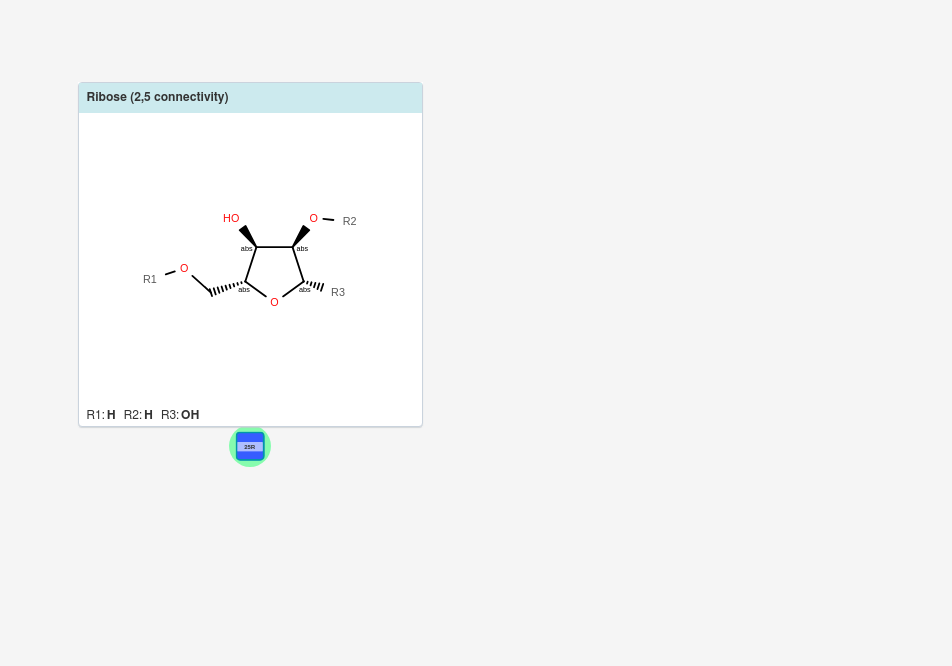 Ribose (2,5 connectivity)
HO O R2
abs abs
R1 O
abs abs R3
O
R1: H R2: H R3: OH
25R